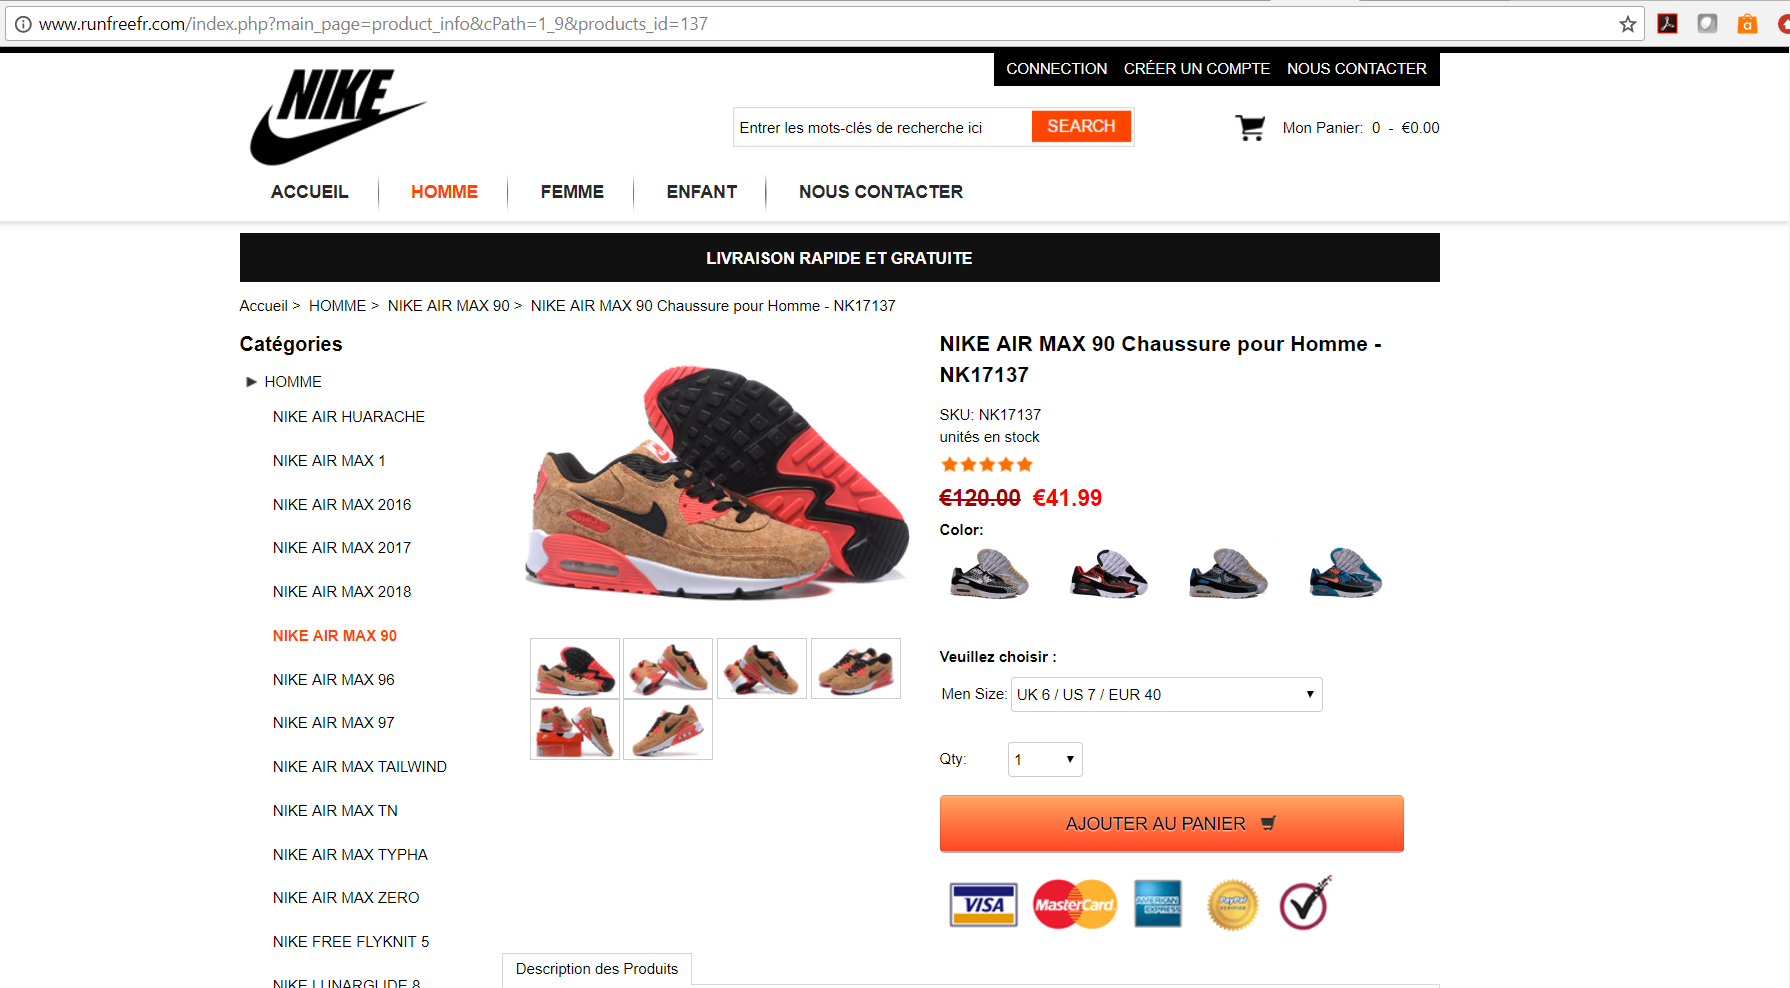 www.runfreefr.com/index.php?main_page=product_info&cPath=1_9&products_id=137
CONNECTION CRÉER UN COMPTE NOUS CONTACTER
NIKE
Entrer les mots-clés de recherche ici SEARCH
Mon Panier: 0 - €0.00
ACCUEIL HOMME FEMME ENFANT NOUS CONTACTER
LIVRAISON RAPIDE ET GRATUITE
Accueil > HOMME > NIKE AIR MAX 90 > NIKE AIR MAX 90 Chaussure pour Homme - NK17137
Catégories
HOMME
NIKE AIR HUARACHE
NIKE AIR MAX 1
NIKE AIR MAX 2016
NIKE AIR MAX 2017
NIKE AIR MAX 2018
NIKE AIR MAX 90
NIKE AIR MAX 96
NIKE AIR MAX 97
NIKE AIR MAX TAILWIND
NIKE AIR MAX TN
NIKE AIR MAX TYPHA
NIKE AIR MAX ZERO
NIKE FREE FLYKNIT 5
NIKE LUNARGLIDE 8
NIKE AIR MAX 90 Chaussure pour Homme -
NK17137
SKU: NK17137
unités en stock
€120.00 €41.99
Color:
Veuillez choisir :
Men Size: UK 6 / US 7 / EUR 40
Qty: 1
AJOUTER AU PANIER
VISA MasterCard AMERICAN EXPRESS PayPal VERIFIED
Description des Produits